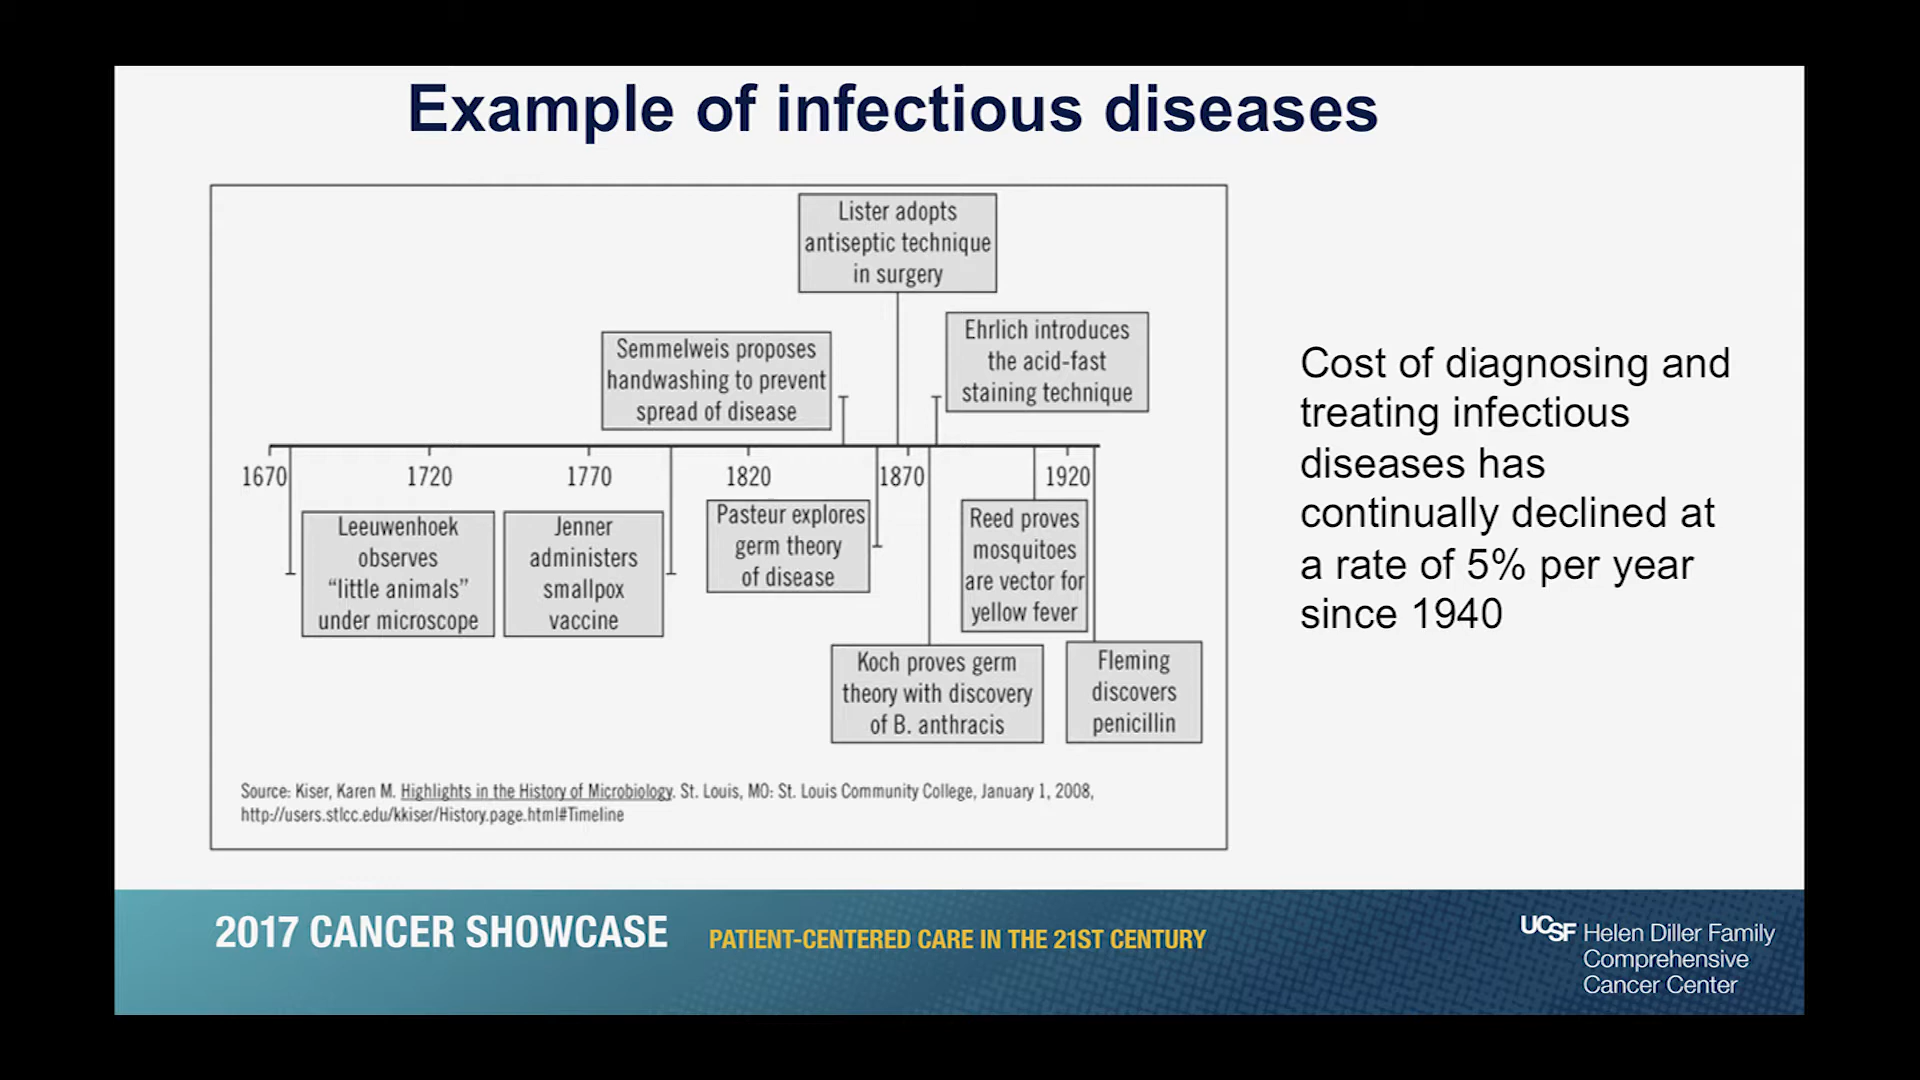 Example of infectious diseases
Lister adopts
antiseptic technique
in surgery
Semmelweis proposes
handwashing to prevent
spread of disease
Ehrlich introduces
the acid-fast
staining technique
1670
1720
1770
1820
1870
1920
Leeuwenhoek
observes
“little animals”
under microscope
Jenner
administers
smallpox
vaccine
Pasteur explores
germ theory
of disease
Reed proves
mosquitoes
are vector for
yellow fever
Koch proves germ
theory with discovery
of B. anthracis
Fleming
discovers
penicillin
Source: Kiser, Karen M. Highlights in the History of Microbiology. St. Louis, MO: St. Louis Community College, January 1, 2008,
http://users.stlcc.edu/kkiser/History.page.html#Timeline
Cost of diagnosing and
treating infectious
diseases has
continually declined at
a rate of 5% per year
since 1940
2017 CANCER SHOWCASE
PATIENT-CENTERED CARE IN THE 21ST CENTURY
UCSF Helen Diller Family
Comprehensive
Cancer Center